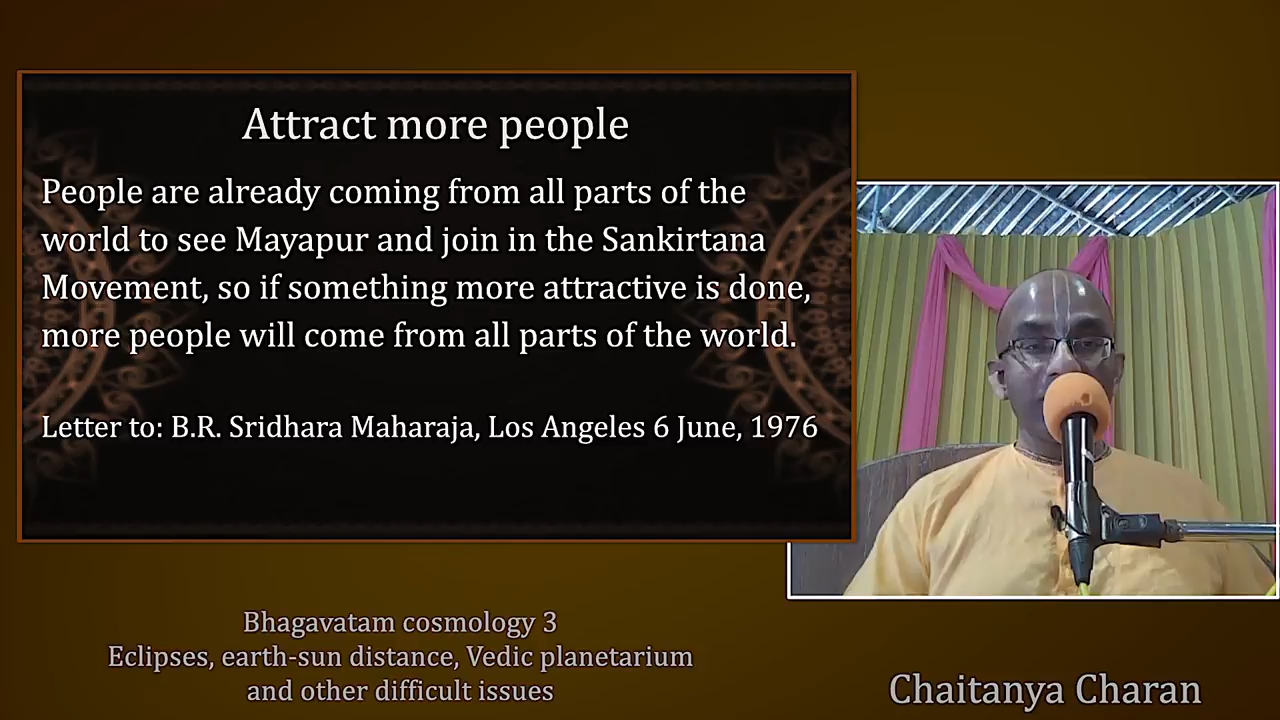 Attract more people
People are already coming from all parts of the
world to see Mayapur and join in the Sankirtana
Movement, so if something more attractive is done,
more people will come from all parts of the world.
Letter to: B.R. Sridhara Maharaja, Los Angeles 6 June, 1976
Bhagavatam cosmology 3
Eclipses, earth-sun distance, Vedic planetarium
and other difficult issues
Chaitanya Charan